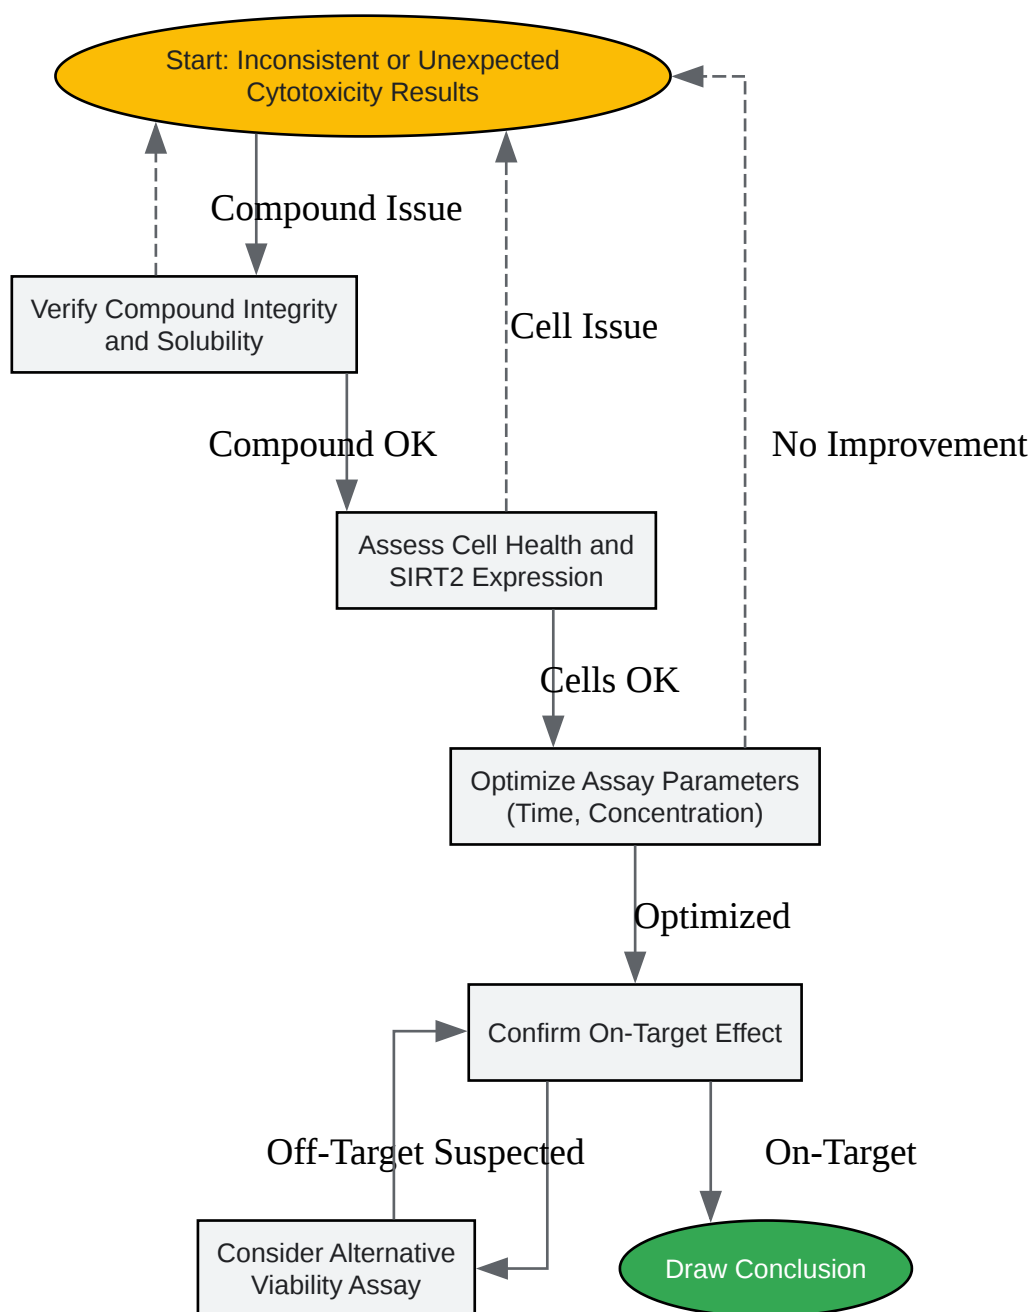 Start: Inconsistent or Unexpected
Cytotoxicity Results
Compound Issue
Verify Compound Integrity
and Solubility
Cell Issue
Compound OK
No Improvement
Assess Cell Health and
SIRT2 Expression
Cells OK
Optimize Assay Parameters
(Time, Concentration)
Optimized
Confirm On-Target Effect
Off-Target Suspected
On-Target
Consider Alternative
Viability Assay
Draw Conclusion